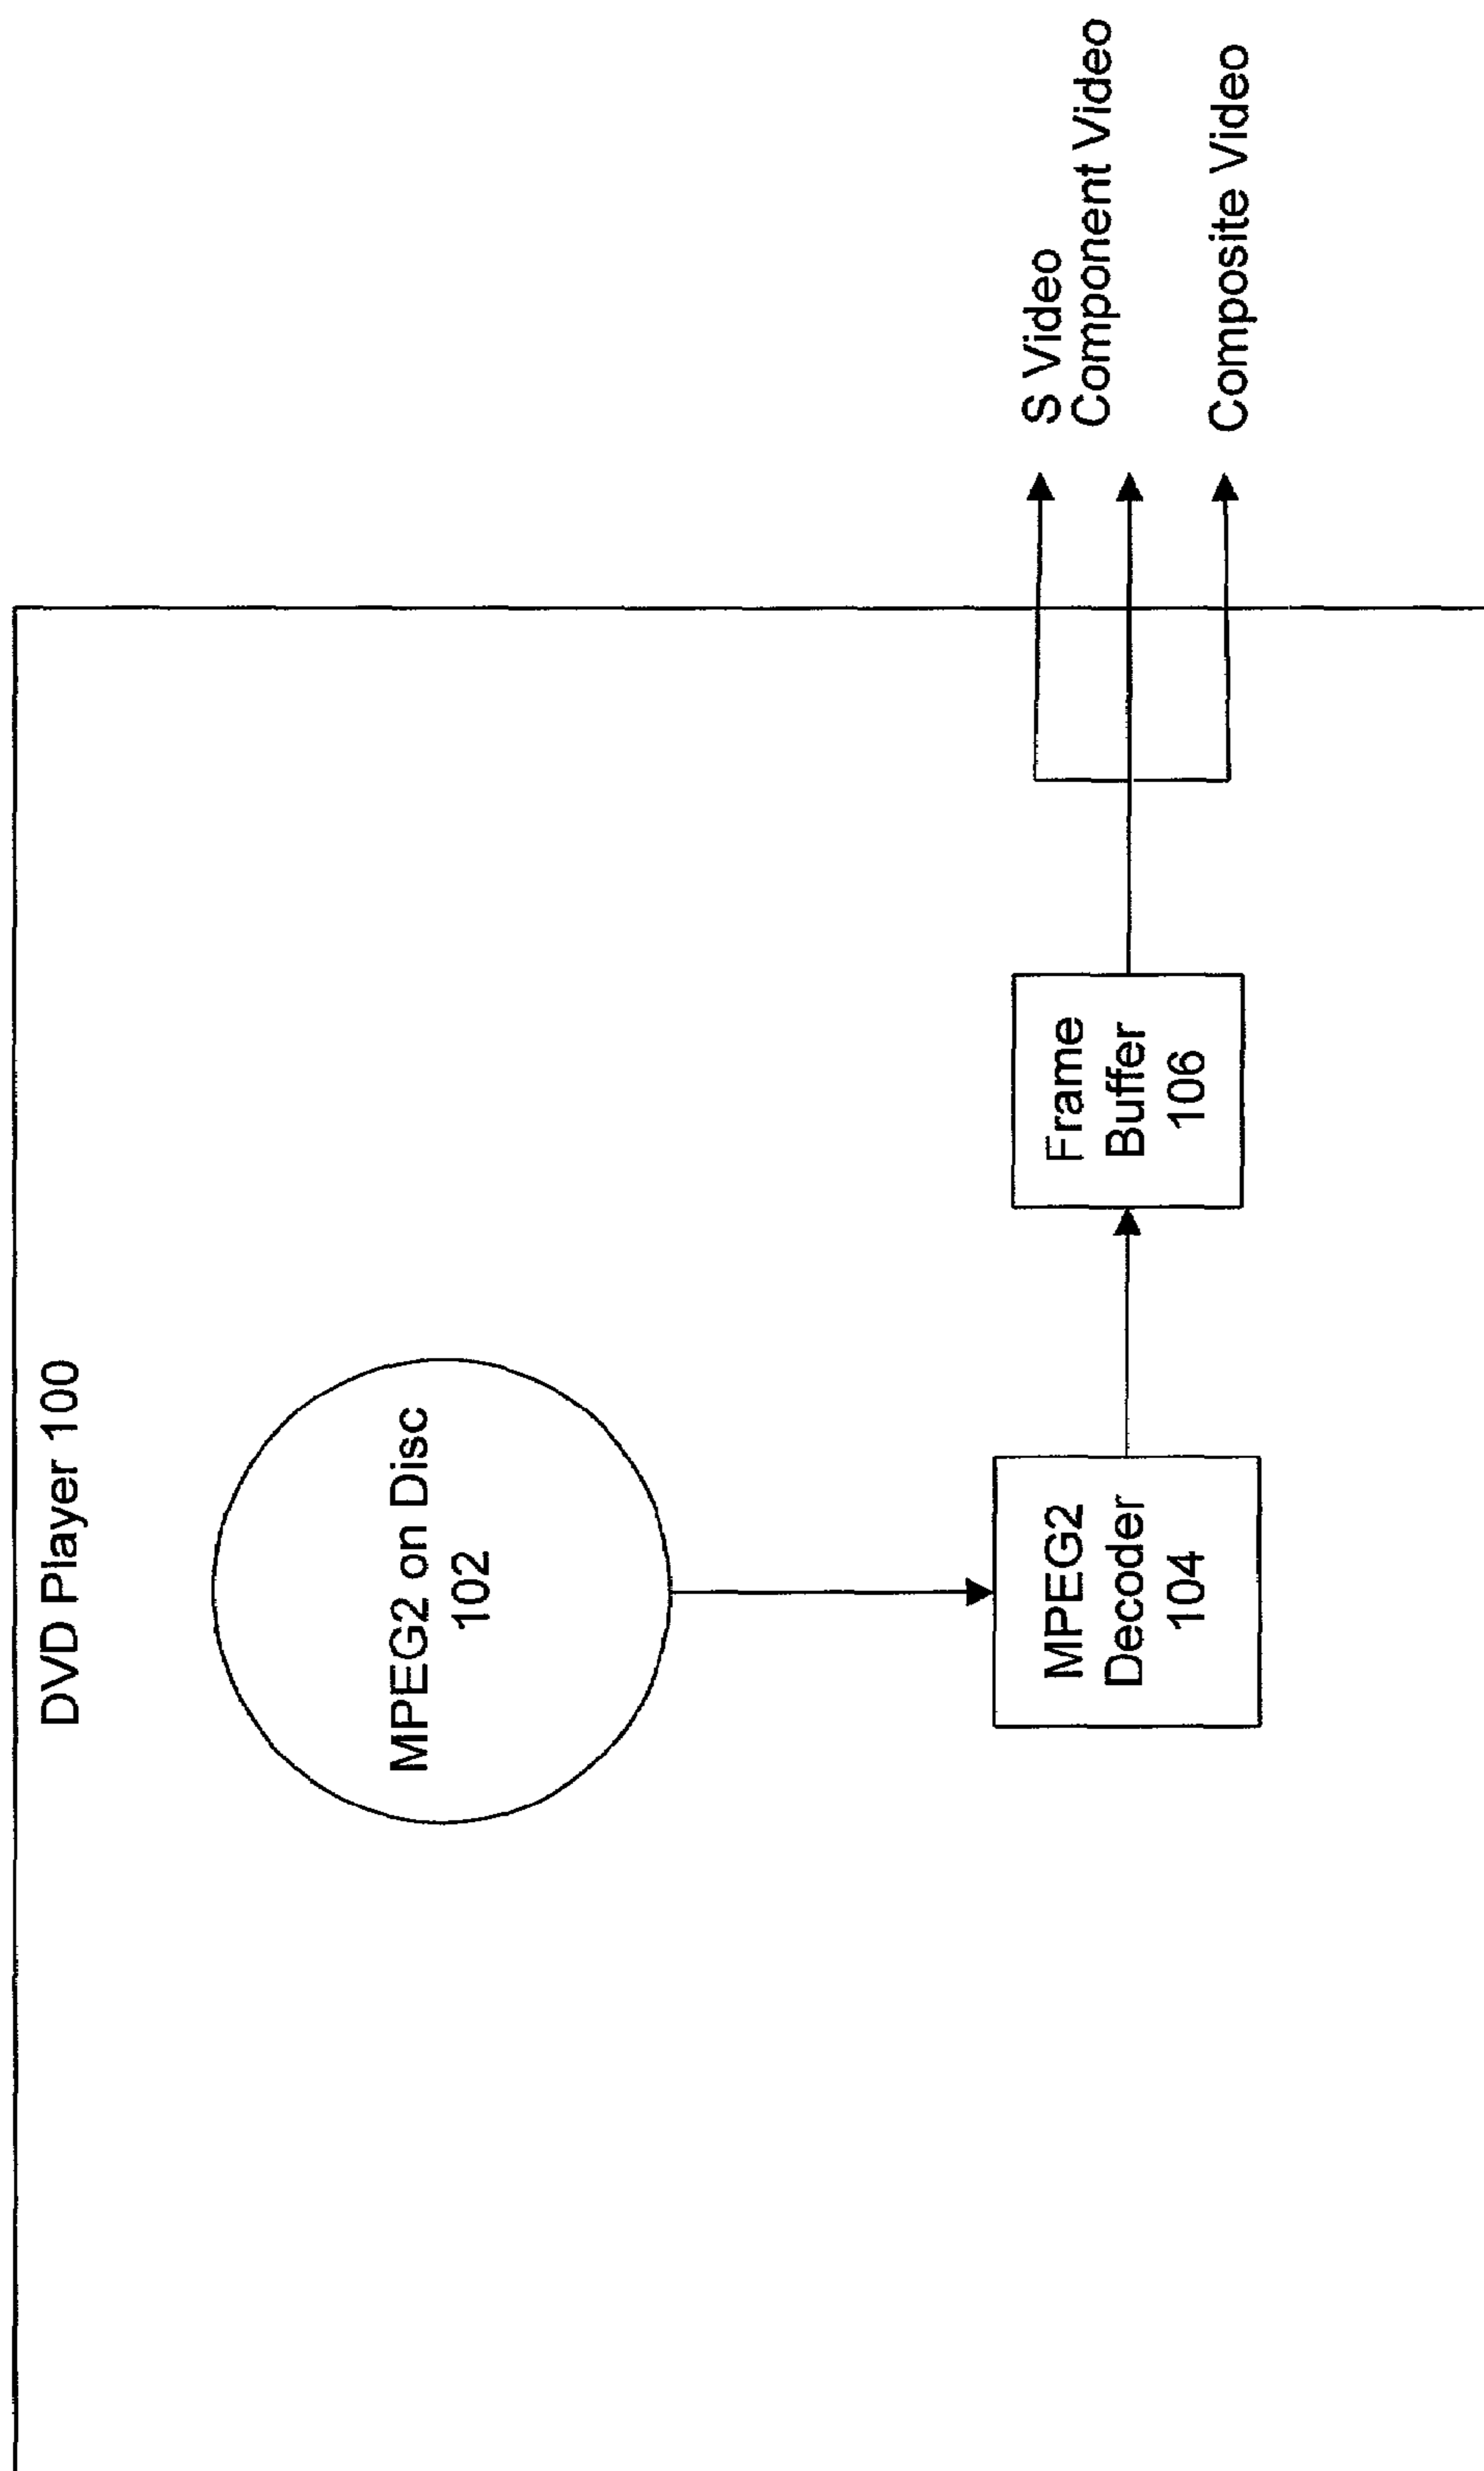 DVD Player 100
MPEG2 on Disc
102
MPEG2
Decoder
104
Frame
Buffer
106
S Video
Component Video
Composite Video